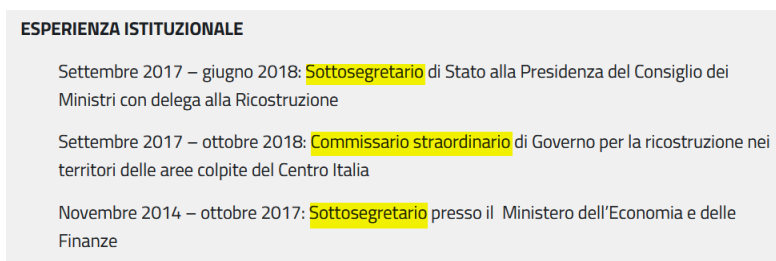 ESPERIENZA ISTITUZIONALE
Settembre 2017 – giugno 2018: Sottosegretario di Stato alla Presidenza del Consiglio dei
Ministri con delega alla Ricostruzione
Settembre 2017 – ottobre 2018: Commissario straordinario di Governo per la ricostruzione nei
territori delle aree colpite del Centro Italia
Novembre 2014 – ottobre 2017: Sottosegretario presso il Ministero dell’Economia e delle
Finanze